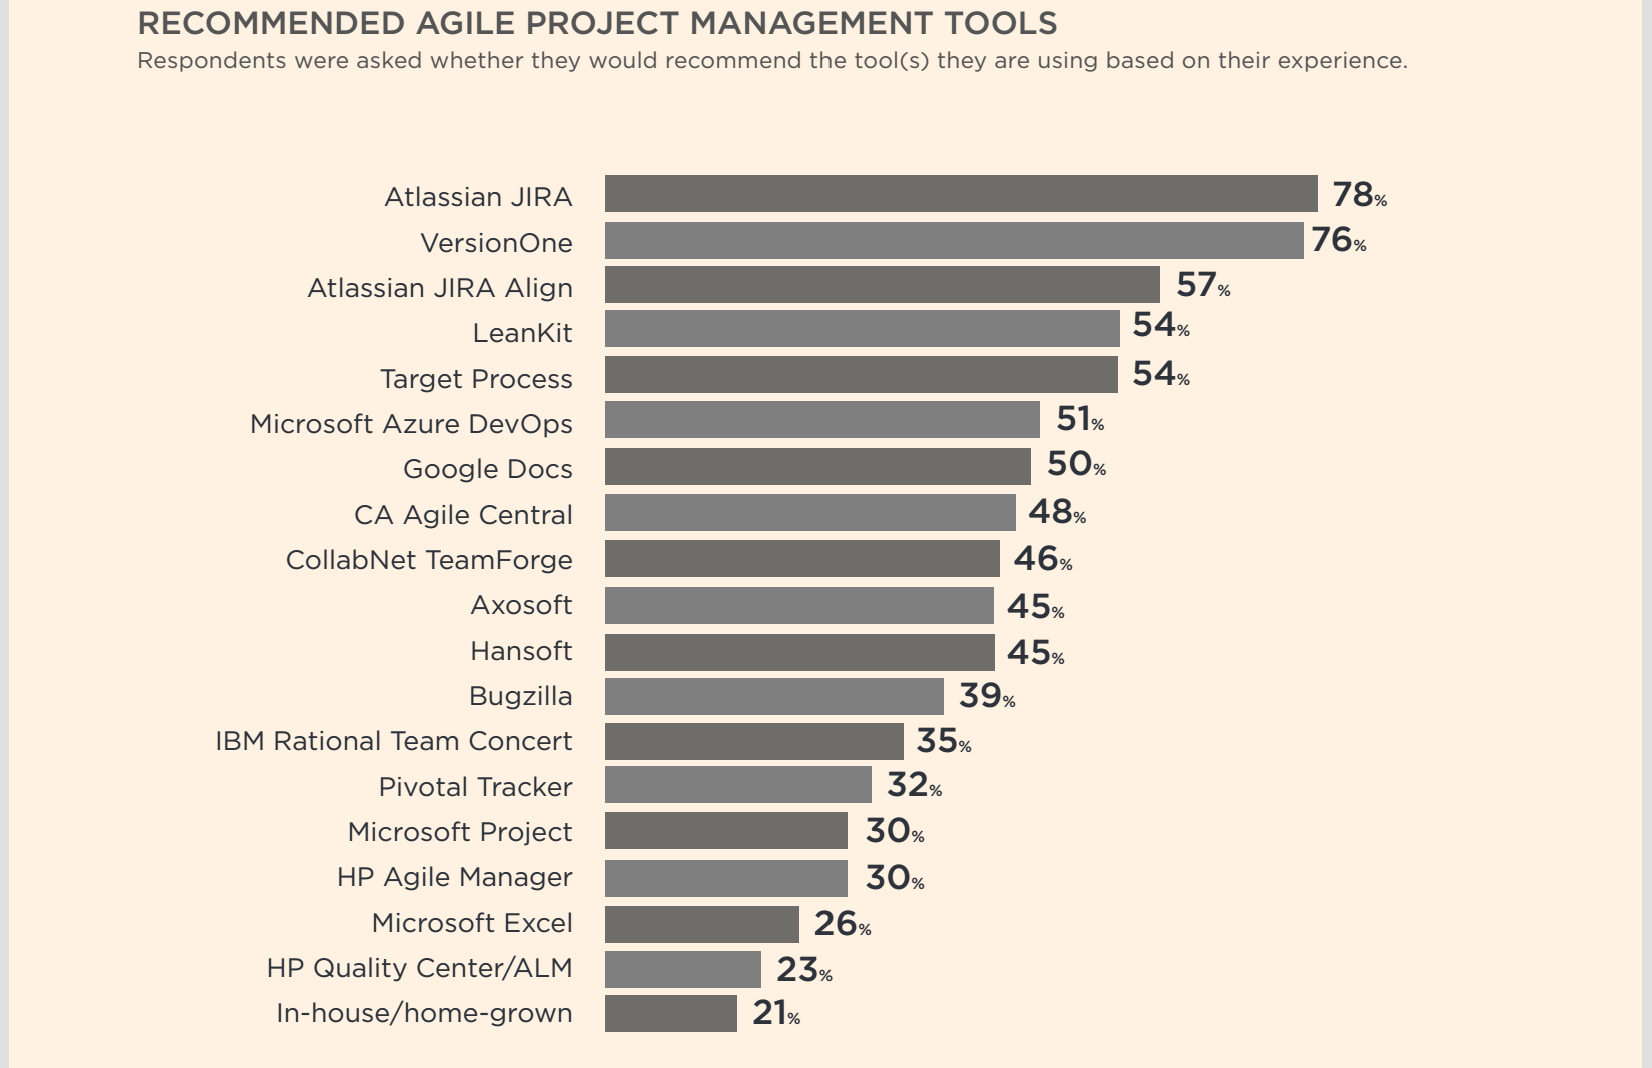 RECOMMENDED AGILE PROJECT MANAGEMENT TOOLS
Respondents were asked whether they would recommend the tool(s) they are using based on their experience.
Atlassian JIRA 78%
VersionOne 76%
Atlassian JIRA Align 57%
LeanKit 54%
Target Process 54%
Microsoft Azure DevOps 51%
Google Docs 50%
CA Agile Central 48%
CollabNet TeamForge 46%
Axosoft 45%
Hansoft 45%
Bugzilla 39%
IBM Rational Team Concert 35%
Pivotal Tracker 32%
Microsoft Project 30%
HP Agile Manager 30%
Microsoft Excel 26%
HP Quality Center/ALM 23%
In-house/home-grown 21%